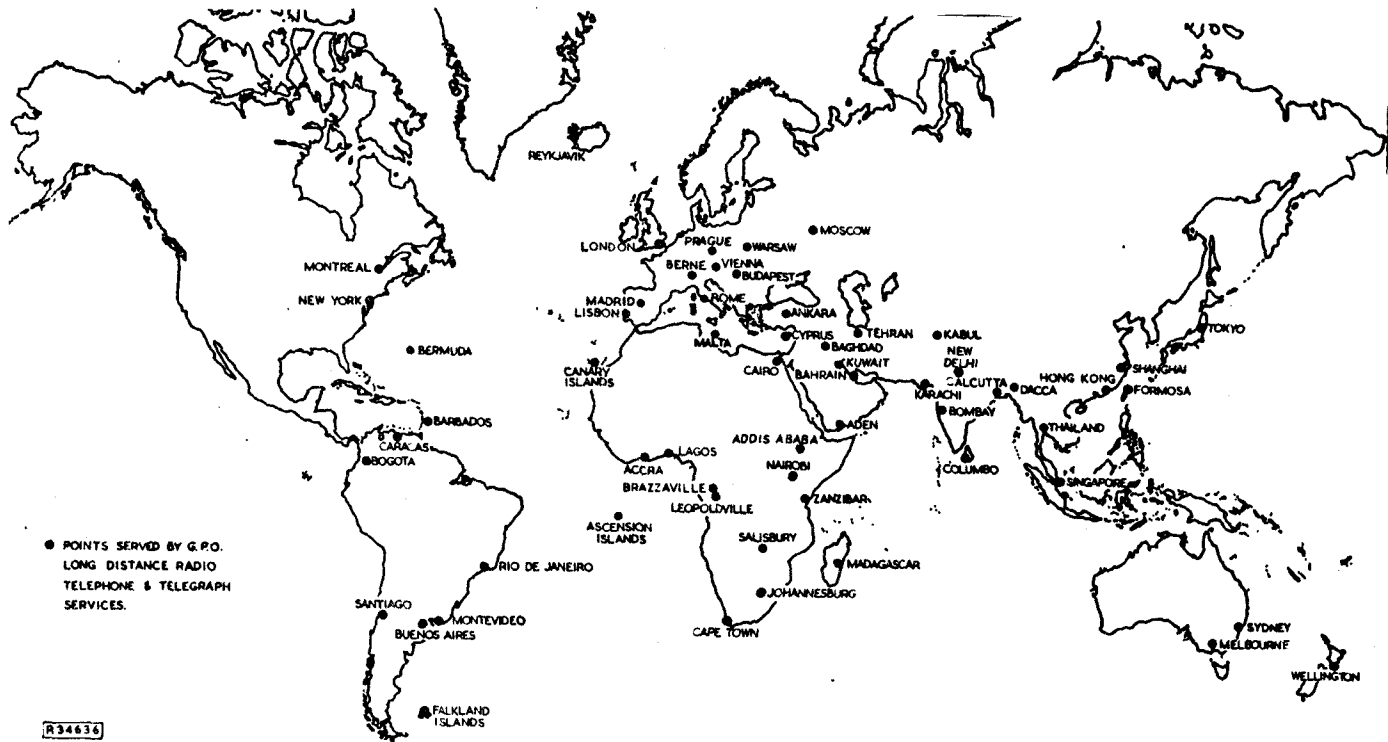 REYKJAVIK
LONDON
PRAGUE
WARSAW
MOSCOW
MONTREAL
BERNE
VIENNA
BUDAPEST
NEW YORK
MADRID
LISBON
ROME
ANKARA
MALTA
CYPRUS
TEHRAN
KABUL
TOKYO
BERMUDA
BAGHDAD
CAIRO
KUWAIT
BAHRAIN
NEW
DELHI
CANARY
ISLANDS
CALCUTTA
KARACHI
DACCA
HONG KONG
SHANGHAI
FORMOSA
BARBADOS
CARACAS
BOGOTA
BOMBAY
ADEN
THAILAND
ADDIS ABABA
LAGOS
ACCRA
COLUMBO
NAIROBI
BRAZZAVILLE
LEOPOLDVILLE
ZANZIBAR
SINGAPORE
ASCENSION
ISLANDS
SALISBURY
POINTS SERVED BY G.P.O.
LONG DISTANCE RADIO
TELEPHONE & TELEGRAPH
SERVICES.
RIO DE JANEIRO
MADAGASCAR
JOHANNESBURG
SANTIAGO
MONTEVIDEO
BUENOS AIRES
CAPE TOWN
SYDNEY
MELBOURNE
WELLINGTON
FALKLAND
ISLANDS
R34636